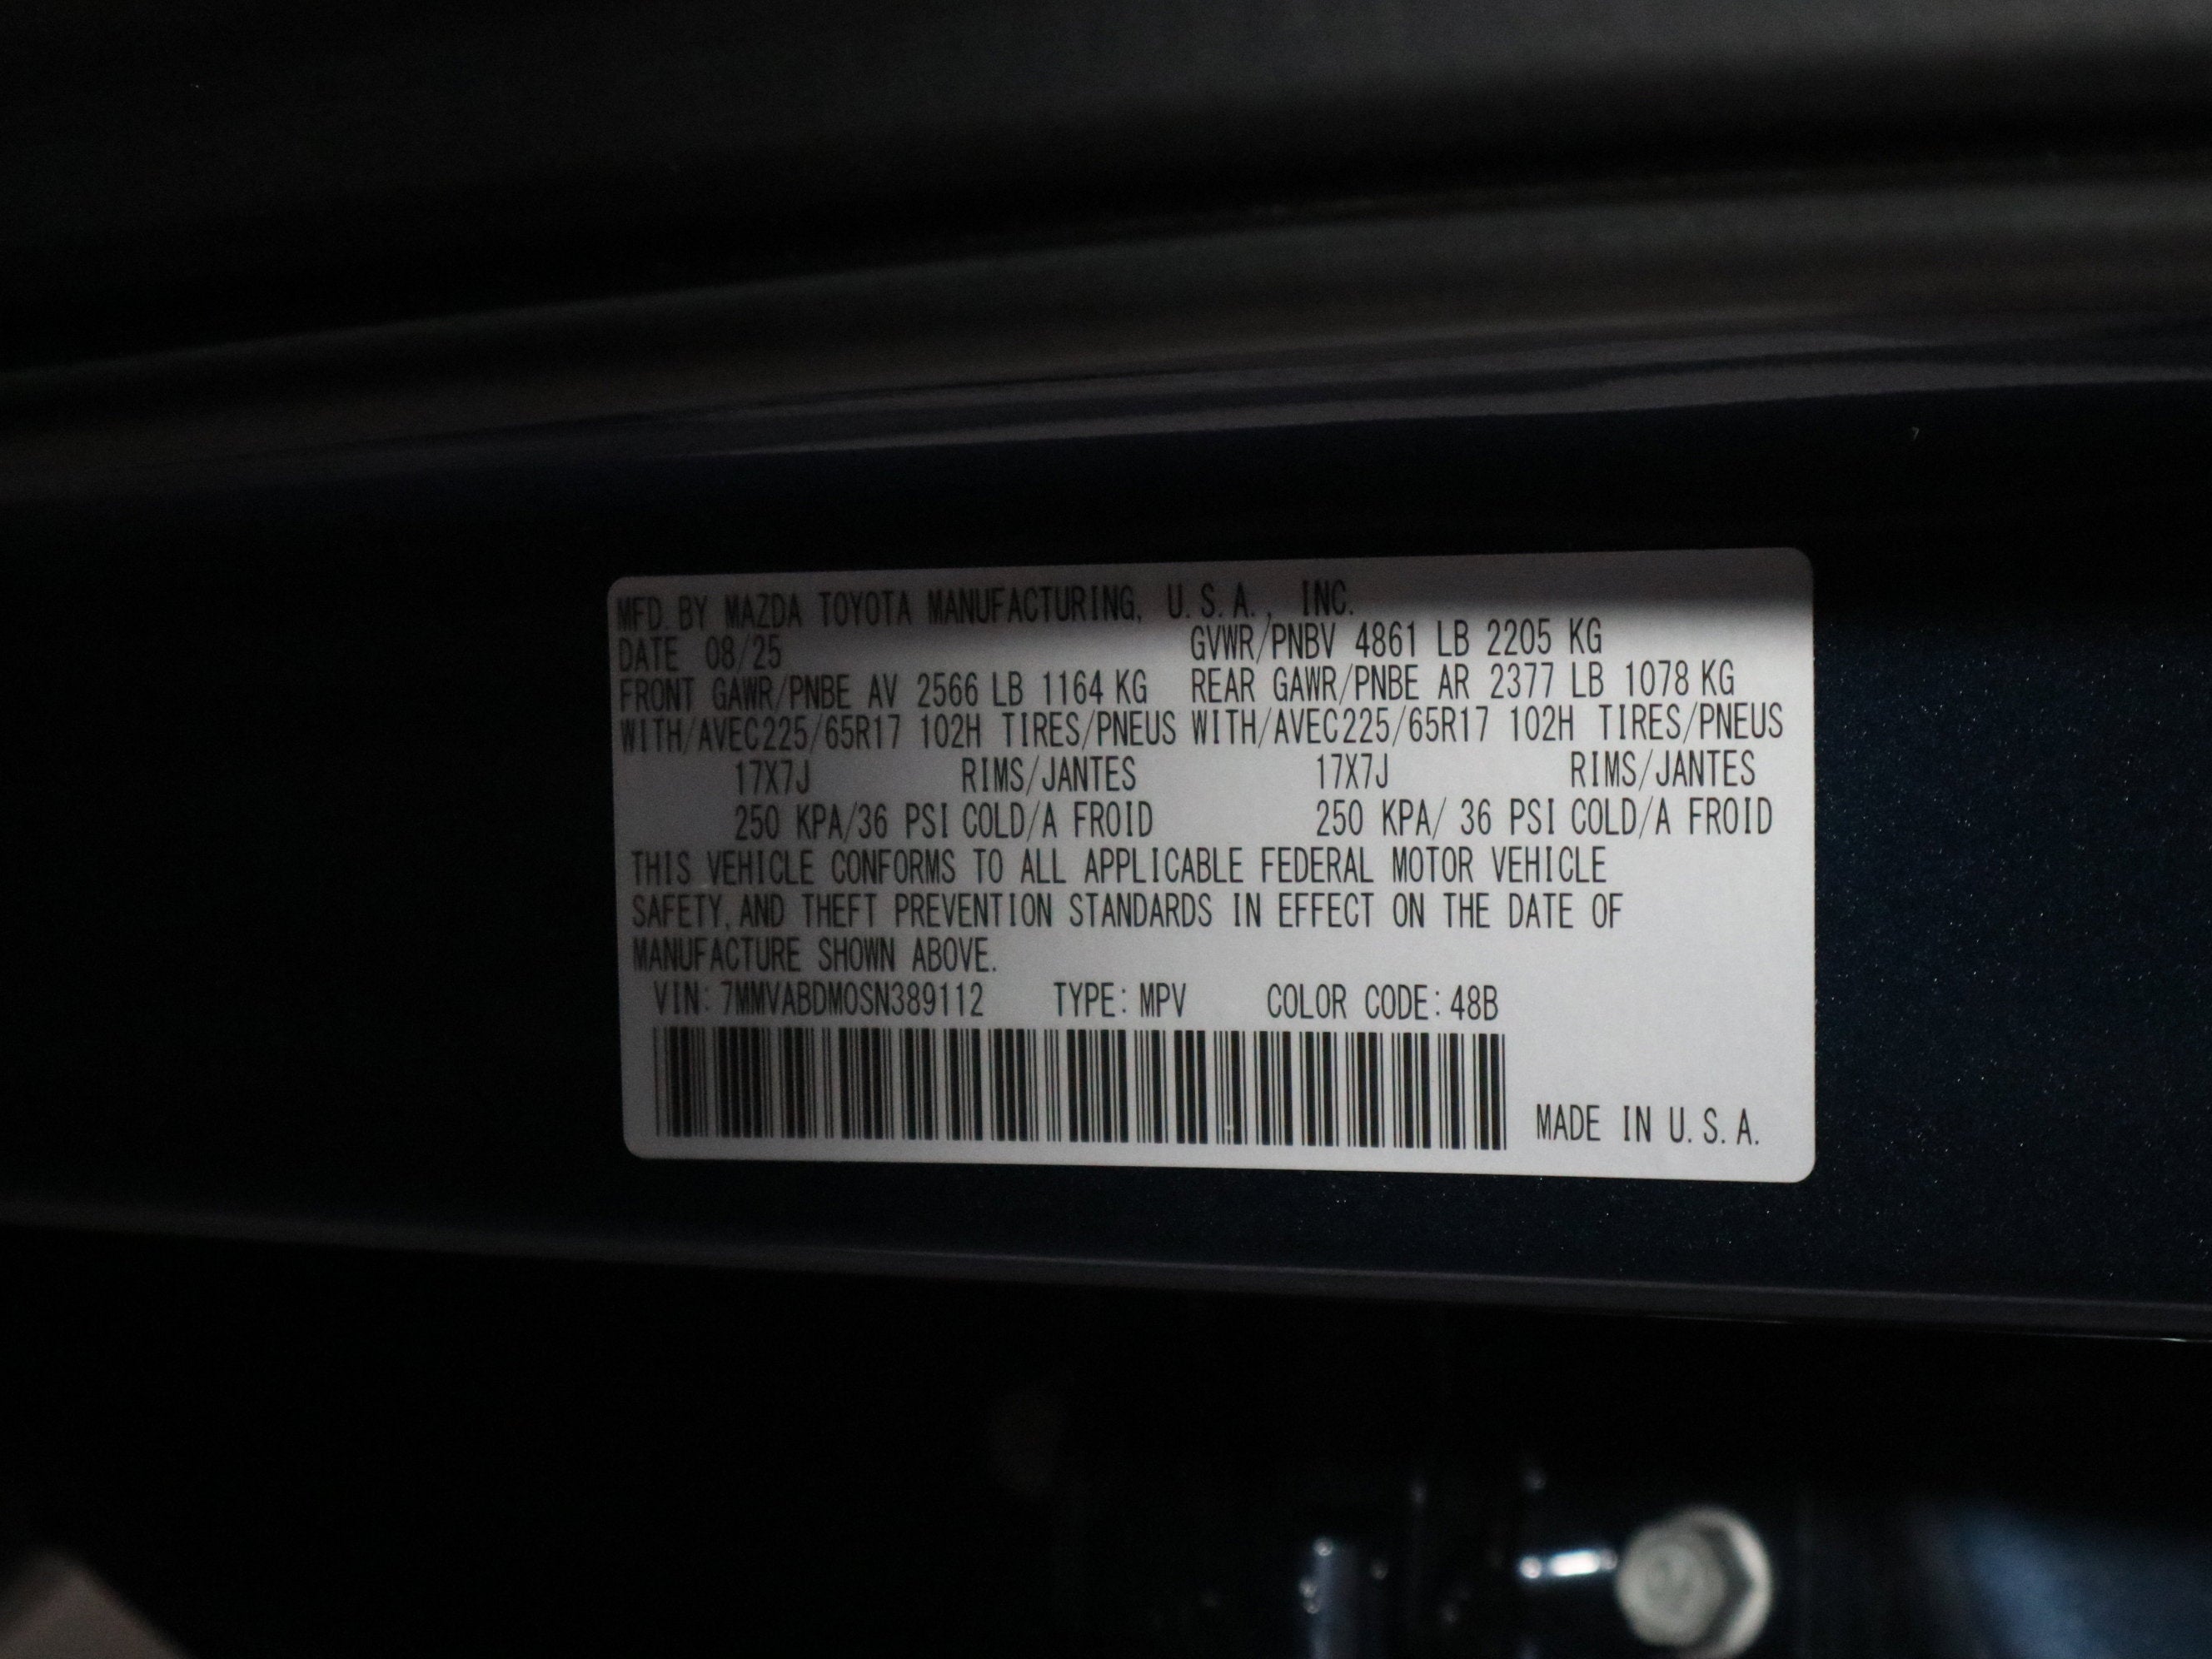 MFD. BY MAZDA TOYOTA MANUFACTURING, U.S.A., INC.
DATE 08/25 GVWR/PNBV 4861 LB 2205 KG
FRONT GAWR/PNBE AV 2566 LB 1164 KG REAR GAWR/PNBE AR 2377 LB 1078 KG
WITH/AVEC225/65R17 102H TIRES/PNEUS WITH/AVEC225/65R17 102H TIRES/PNEUS
17X7J RIMS/JANTES 17X7J RIMS/JANTES
250 KPA/36 PSI COLD/A FROID 250 KPA/ 36 PSI COLD/A FROID
THIS VEHICLE CONFORMS TO ALL APPLICABLE FEDERAL MOTOR VEHICLE
SAFETY, AND THEFT PREVENTION STANDARDS IN EFFECT ON THE DATE OF
MANUFACTURE SHOWN ABOVE.
VIN: 7MMVABDM0SN389112 TYPE: MPV COLOR CODE: 48B
MADE IN U.S.A.